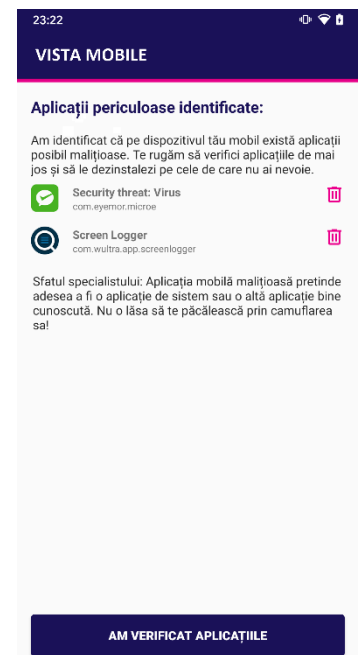 23:22
VISTA MOBILE
Aplicații periculoase identificate:
Am identificat că pe dispozitivul tău mobil există aplicații
posibil malițioase. Te rugăm să verifici aplicațiile de mai
jos și să le dezinstalezi pe cele de care nu ai nevoie.
Security threat: Virus
com.eyemor.microe
Screen Logger
com.wultra.app.screenlogger
Sfatul specialistului: Aplicația mobilă malițioasă pretinde
adesea a fi o aplicație de sistem sau o altă aplicație bine
cunoscută. Nu o lăsa să te păcălească prin camuflarea
sa!
AM VERIFICAT APLICAȚIILE